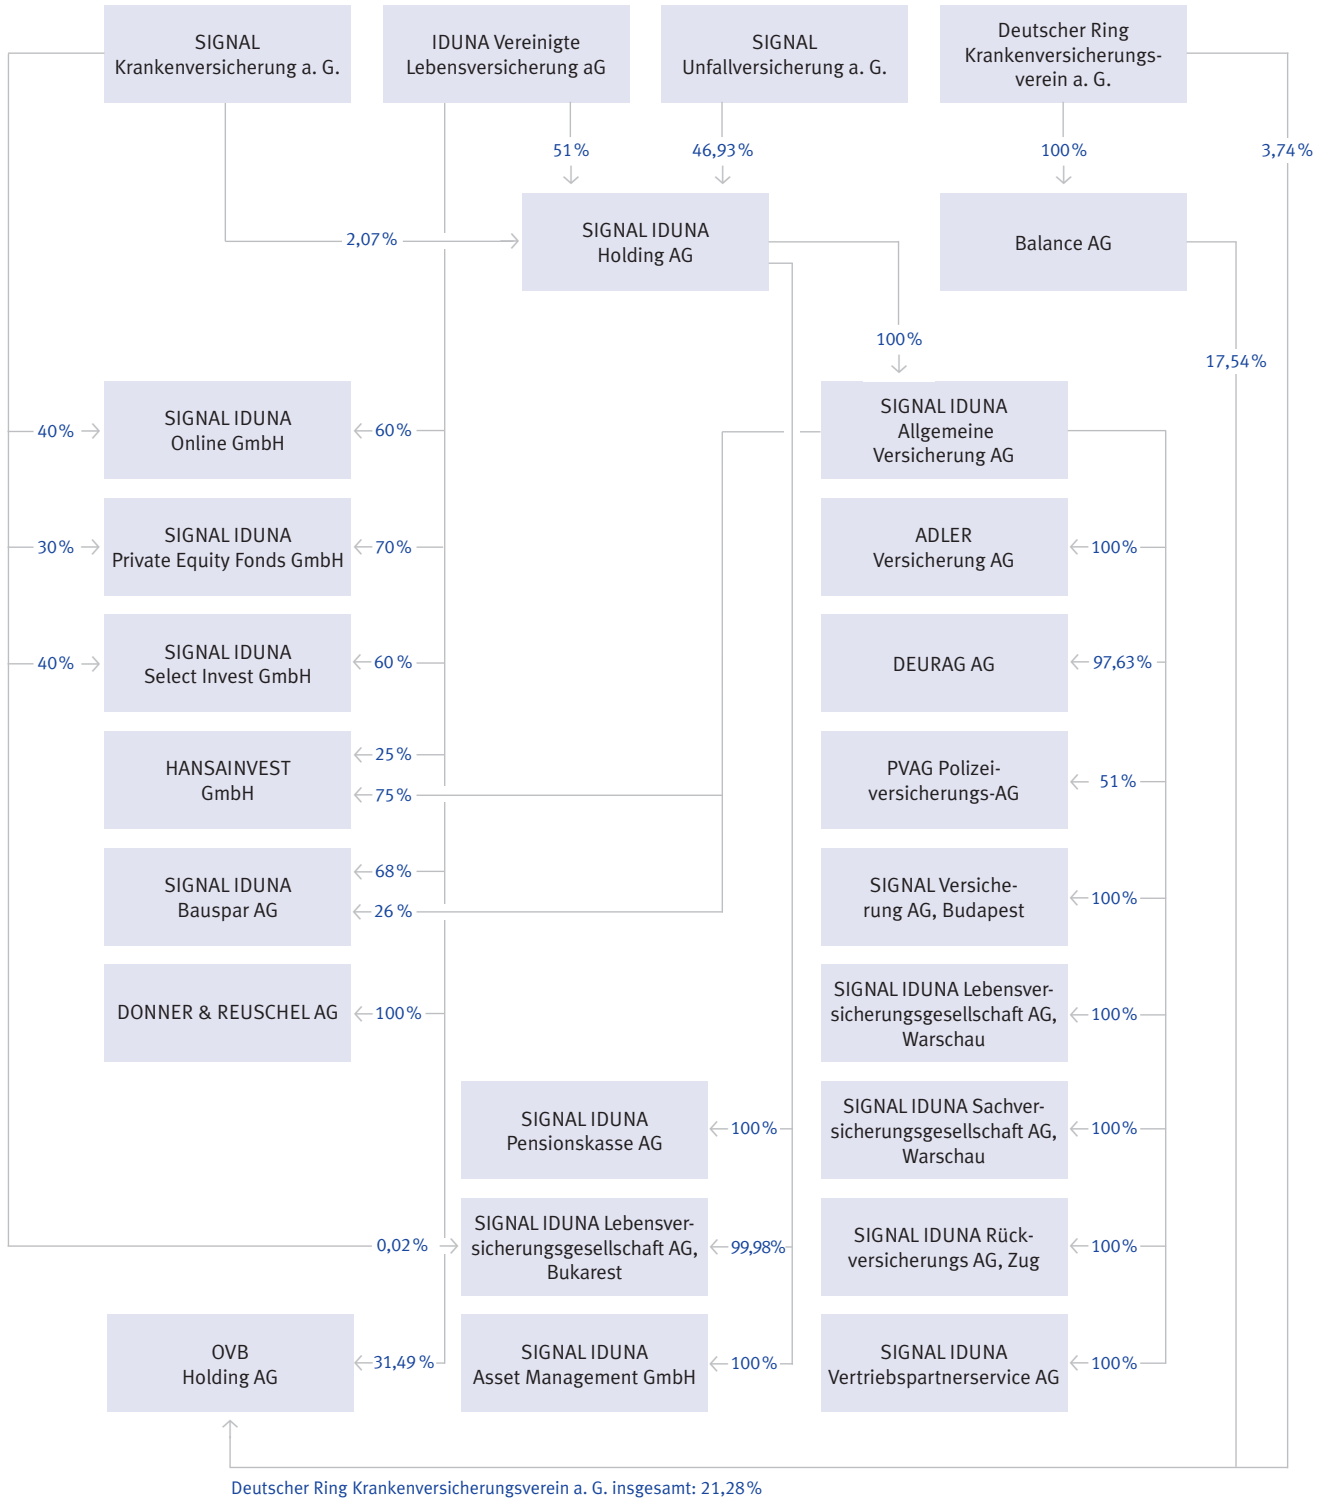 SIGNAL
Krankenversicherung a. G.
IDUNA Vereinigte
Lebensversicherung aG
SIGNAL
Unfallversicherung a. G.
Deutscher Ring
Krankenversicherungs-
verein a. G.
51 %
46,93 %
100 %
3,74 %
2,07 %
SIGNAL IDUNA
Holding AG
Balance AG
100 %
17,54 %
40 %
SIGNAL IDUNA
Online GmbH
60 %
SIGNAL IDUNA
Allgemeine
Versicherung AG
30 %
SIGNAL IDUNA
Private Equity Fonds GmbH
70 %
ADLER
Versicherung AG
100 %
40 %
SIGNAL IDUNA
Select Invest GmbH
60 %
DEURAG AG
97,63 %
HANSAINVEST
GmbH
25 %
75 %
PVAG Polizei-
versicherungs-AG
51 %
SIGNAL IDUNA
Bauspar AG
68 %
26 %
SIGNAL Versiche-
rung AG, Budapest
100 %
DONNER & REUSCHEL AG
100 %
SIGNAL IDUNA Lebensver-
sicherungsgesellschaft AG,
Warschau
100 %
SIGNAL IDUNA
Pensionskasse AG
100 %
SIGNAL IDUNA Sachver-
sicherungsgesellschaft AG,
Warschau
100 %
0,02 %
SIGNAL IDUNA Lebensver-
sicherungsgesellschaft AG,
Bukarest
99,98%
SIGNAL IDUNA Rück-
versicherungs AG, Zug
100 %
OVB
Holding AG
31,49 %
SIGNAL IDUNA
Asset Management GmbH
100 %
SIGNAL IDUNA
Vertriebspartnerservice AG
100 %
Deutscher Ring Krankenversicherungsverein a. G. insgesamt: 21,28 %